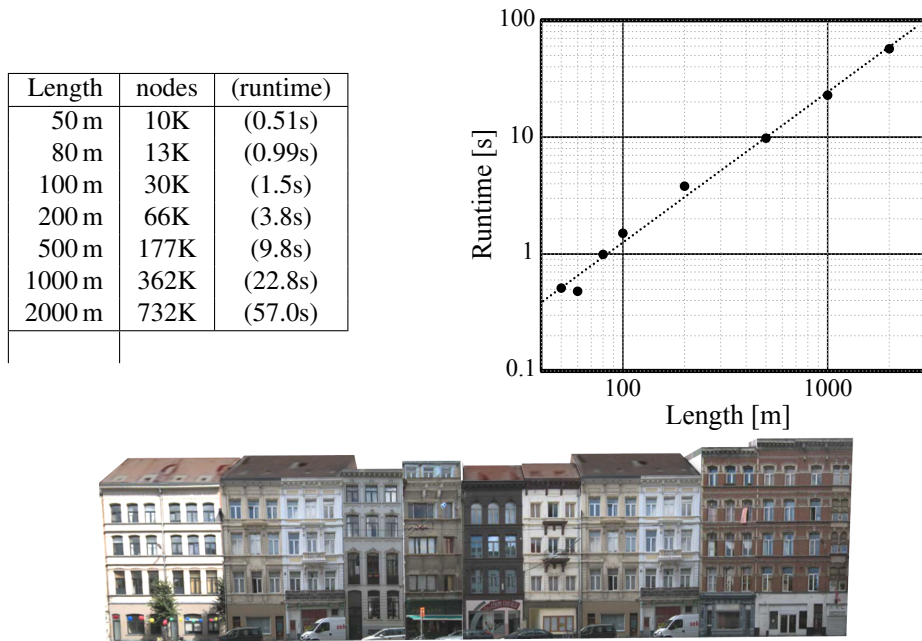 Length nodes (runtime)
50 m 10K (0.51s)
80 m 13K (0.99s)
100 m 30K (1.5s)
200 m 66K (3.8s)
500 m 177K (9.8s)
1000 m 362K (22.8s)
2000 m 732K (57.0s)
100
10
1
0.1
Runtime [s]
100 1000
Length [m]